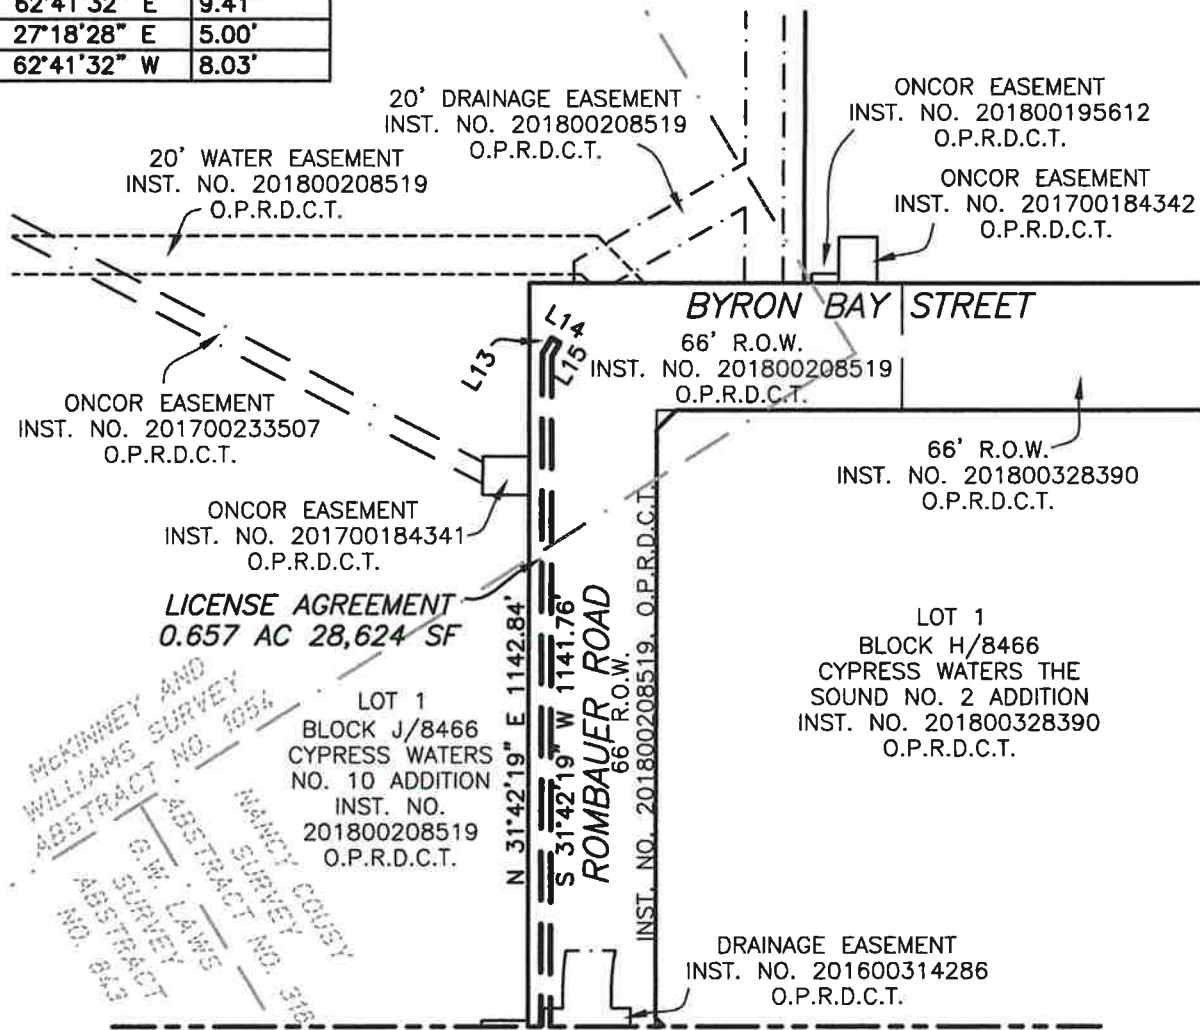 62°41'32" E 9.41'
27°18'28" E 5.00'
62°41'32" W 8.03'
20' DRAINAGE EASEMENT
INST. NO. 201800208519
O.P.R.D.C.T.
ONCOR EASEMENT
INST. NO. 201800195612
O.P.R.D.C.T.
20' WATER EASEMENT
INST. NO. 201800208519
O.P.R.D.C.T.
ONCOR EASEMENT
INST. NO. 201700184342
O.P.R.D.C.T.
BYRON BAY STREET
66' R.O.W.
INST. NO. 201800208519
O.P.R.D.C.T.
L14
L13
L15
ONCOR EASEMENT
INST. NO. 201700233507
O.P.R.D.C.T.
66' R.O.W.
INST. NO. 201800328390
O.P.R.D.C.T.
ONCOR EASEMENT
INST. NO. 201700184341
O.P.R.D.C.T.
LICENSE AGREEMENT
0.657 AC 28,624 SF
N 31°42'19" E 1142.84'
S 31°42'19" W 1141.76'
ROMBAUER ROAD
66' R.O.W.
INST. NO. 201800208519, O.P.R.D.C.T.
LOT 1
BLOCK H/8466
CYPRESS WATERS THE
SOUND NO. 2 ADDITION
INST. NO. 201800328390
O.P.R.D.C.T.
LOT 1
BLOCK J/8466
CYPRESS WATERS
NO. 10 ADDITION
INST. NO.
201800208519
O.P.R.D.C.T.
McKINNEY AND
WILLIAMS SURVEY
ABSTRACT NO. 1054
NANCY COUSY
SURVEY
ABSTRACT NO. 318
G.W. LAWS
SURVEY
ABSTRACT
NO. 843
DRAINAGE EASEMENT
INST. NO. 201600314286
O.P.R.D.C.T.